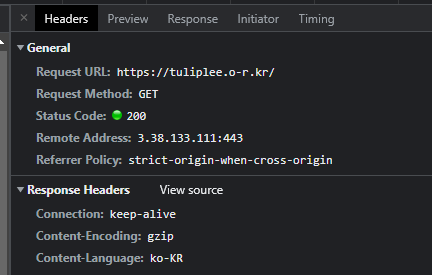 × Headers Preview Response Initiator Timing
▼ General
Request URL: https://tuliplee.o-r.kr/
Request Method: GET
Status Code: 200
Remote Address: 3.38.133.111:443
Referrer Policy: strict-origin-when-cross-origin
▼ Response Headers View source
Connection: keep-alive
Content-Encoding: gzip
Content-Language: ko-KR